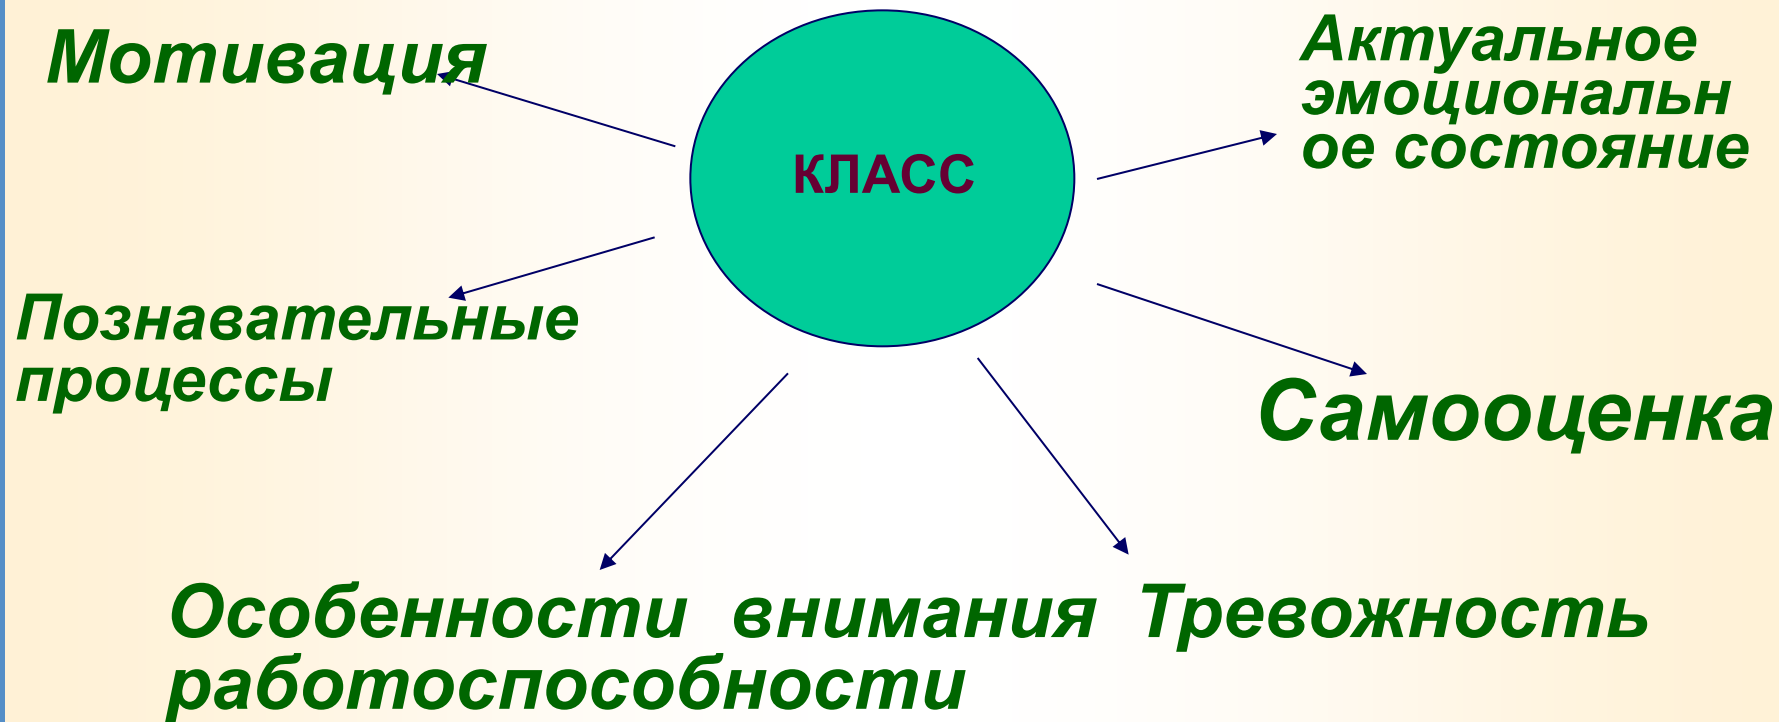 Мотивация
КЛАСС
Актуальное
эмоциональн
ое состояние
Познавательные
процессы
Самооценка
Особенности внимания
работоспособности
Тревожность